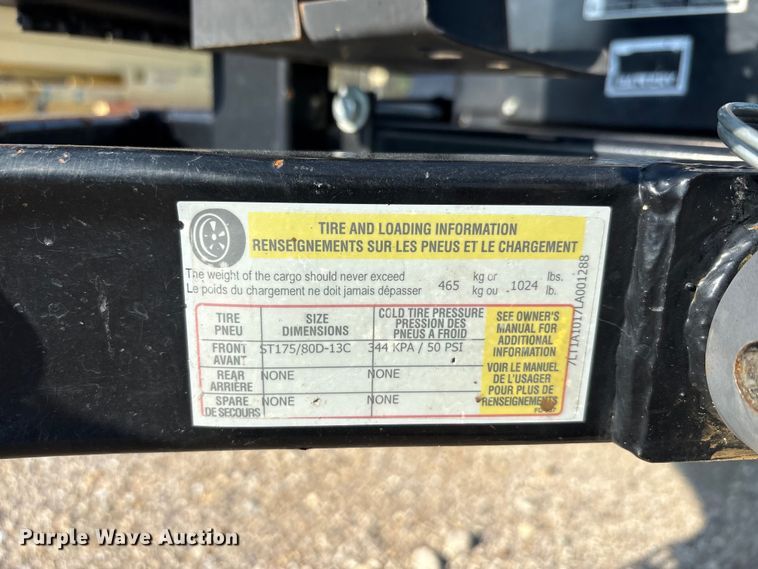 TIRE AND LOADING INFORMATION
RENSEIGNEMENTS SUR LES PNEUS ET LE CHARGEMENT
The weight of the cargo should never exceed 465 kg or 1024 lbs.
Le poids du chargement ne doit jamais dépasser kg ou lb.
TIRE PNEU SIZE DIMENSIONS COLD TIRE PRESSURE PRESSION DES PNEUS A FROID
FRONT AVANT ST175/80D-13C 344 KPA / 50 PSI
REAR ARRIÈRE NONE NONE
SPARE DE SECOURS NONE NONE
SEE OWNER'S
MANUAL FOR
ADDITIONAL
INFORMATION
VOIR LE MANUEL
DE L'USAGER
POUR PLUS DE
RENSEIGNEMENTS
Purple Wave Auction